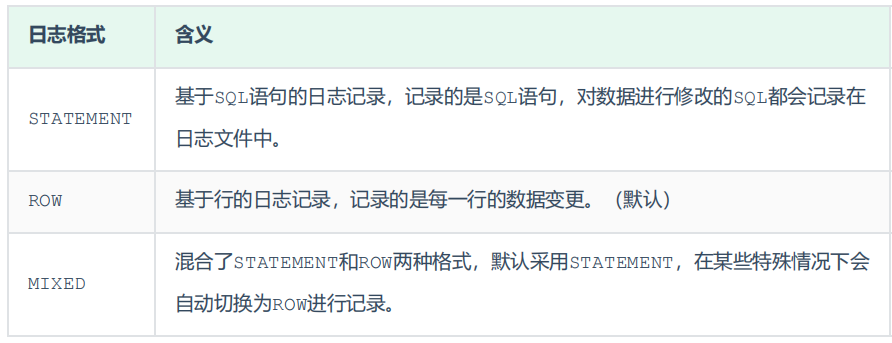 日志格式 含义
STATEMENT 基于SQL语句的日志记录，记录的是SQL语句，对数据进行修改的SQL都会记录在
日志文件中。
ROW 基于行的日志记录，记录的是每一行的数据变更。（默认）
MIXED 混合了STATEMENT和ROW两种格式，默认采用STATEMENT，在某些特殊情况下会
自动切换为ROW进行记录。